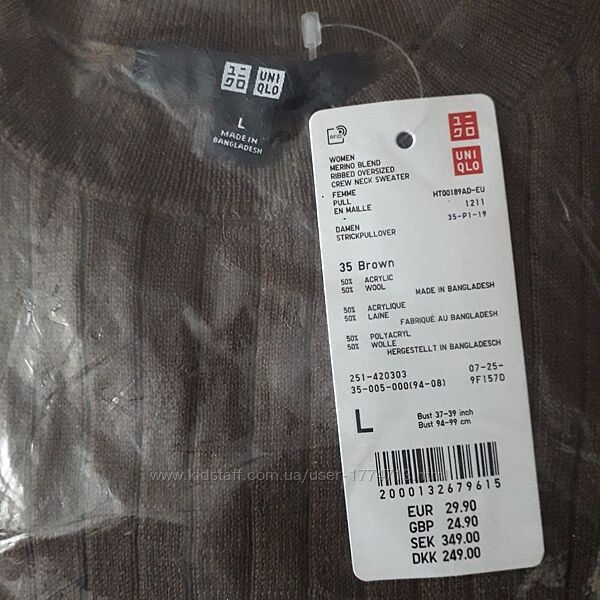 ユニ
クロ
UNI
QLO
L
MADE IN
BANGLADESH
RFID
ユニ
クロ
UNI
QLO
WOMEN
MERINO BLEND
RIBBED OVERSIZED
CREW NECK SWEATER
FEMME
PULL
EN MAILLE
DAMEN
STRICKPULLOVER
HT00189AD-EU
1211
35-P1-19
35 Brown
50% ACRYLIC
50% WOOL
MADE IN BANGLADESH
50% ACRYLIQUE
50% LAINE
FABRIQUÉ AU BANGLADESH
50% POLYACRYL
50% WOLLE
HERGESTELLT IN BANGLADESCH
251-420303 07-25-
35-005-000(94-08) 9F157D
L
Bust 37-39 inch
Bust 94-99 cm
2000132679615
EUR 29.90
GBP 24.90
SEK 349.00
DKK 249.00